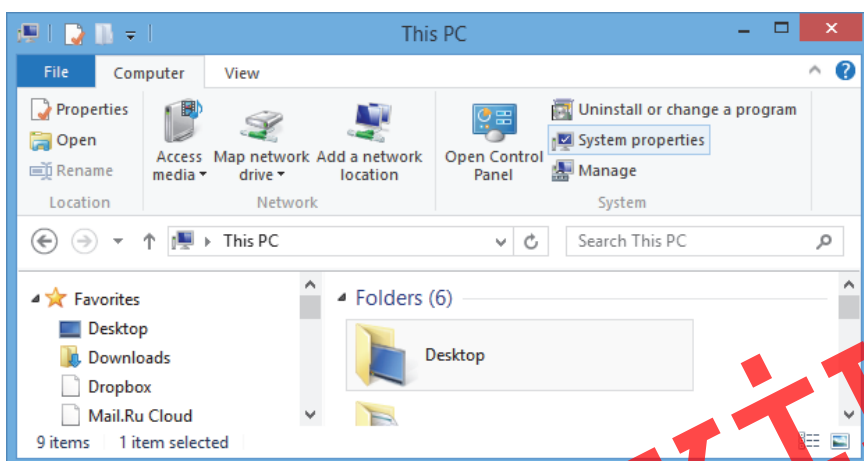 This PC
File Computer View
Properties
Open
Rename
Location
Access media
Map network drive
Add a network location
Network
Open Control Panel
Uninstall or change a program
System properties
Manage
System
This PC
Search This PC
Favorites
Desktop
Downloads
Dropbox
Mail.Ru Cloud
Folders (6)
Desktop
9 items 1 item selected